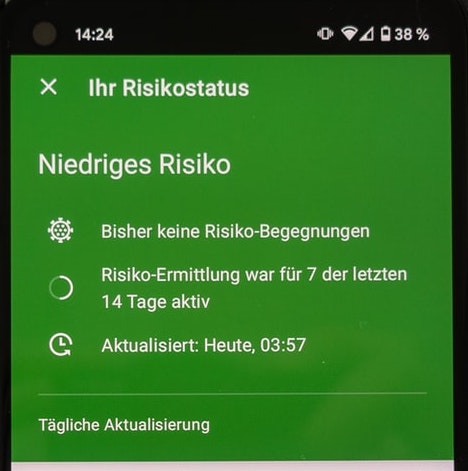 14:24 38 %
Ihr Risikostatus
Niedriges Risiko
Bisher keine Risiko-Begegnungen
Risiko-Ermittlung war für 7 der letzten
14 Tage aktiv
Aktualisiert: Heute, 03:57
Tägliche Aktualisierung